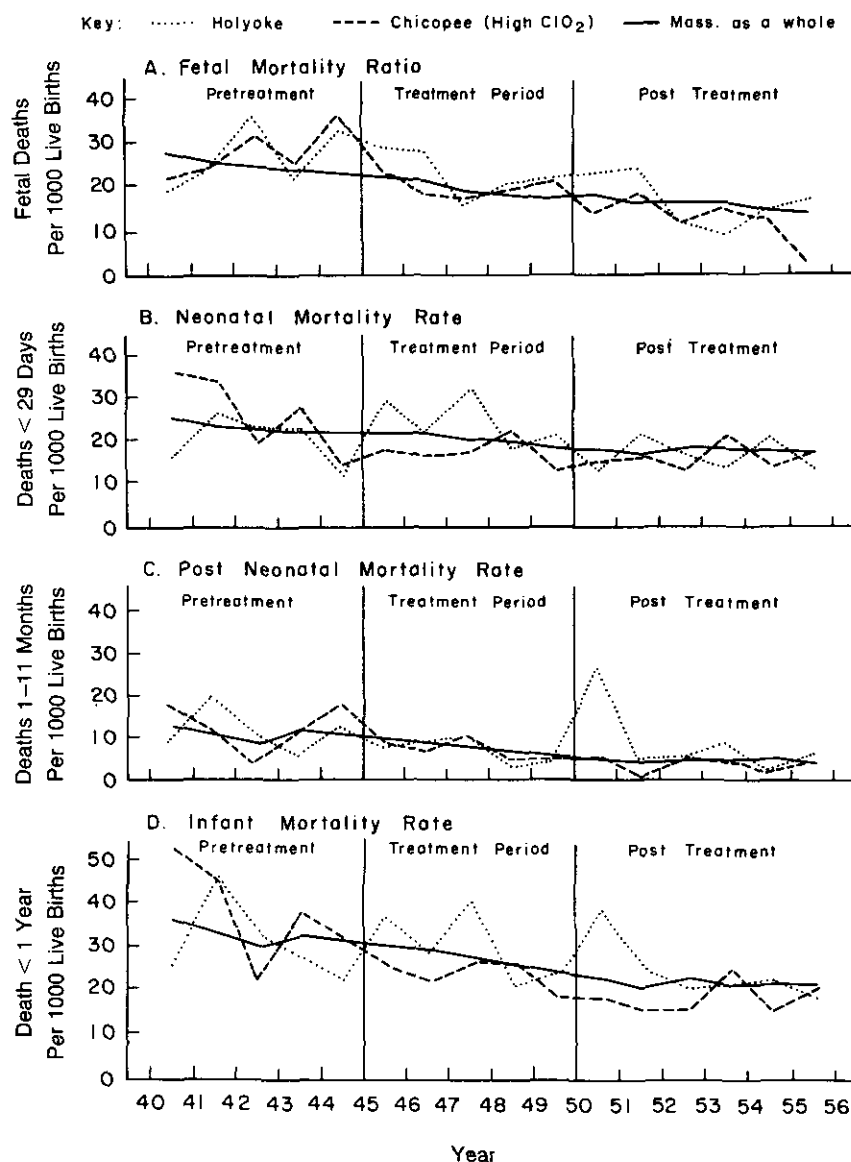 Key: Holyoke Chicopee (High ClO₂) Mass. as a whole
A. Fetal Mortality Ratio
Pretreatment Treatment Period Post Treatment
Fetal Deaths
Per 1000 Live Births
40
30
20
10
0
B. Neonatal Mortality Rate
Pretreatment Treatment Period Post Treatment
Deaths < 29 Days
Per 1000 Live Births
40
30
20
10
0
C. Post Neonatal Mortality Rate
Pretreatment Treatment Period Post Treatment
Deaths 1–11 Months
Per 1000 Live Births
40
30
20
10
0
D. Infant Mortality Rate
Pretreatment Treatment Period Post Treatment
Death < 1 Year
Per 1000 Live Births
50
40
30
20
10
0
40 41 42 43 44 45 46 47 48 49 50 51 52 53 54 55 56
Year